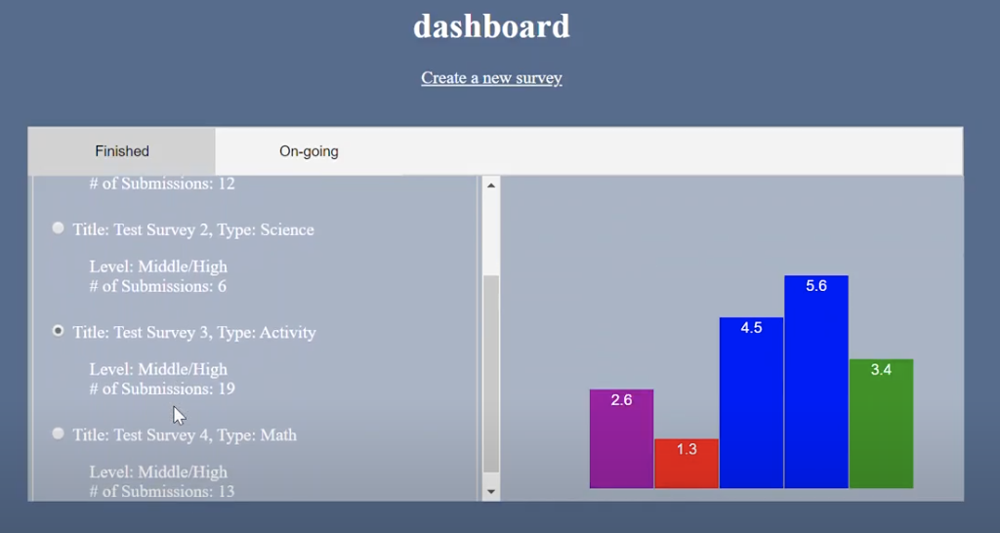 dashboard
Create a new survey
Finished
On-going
# of Submissions: 12
Title: Test Survey 2, Type: Science
Level: Middle/High
# of Submissions: 6
Title: Test Survey 3, Type: Activity
Level: Middle/High
# of Submissions: 19
Title: Test Survey 4, Type: Math
Level: Middle/High
# of Submissions: 13
2.6
1.3
4.5
5.6
3.4